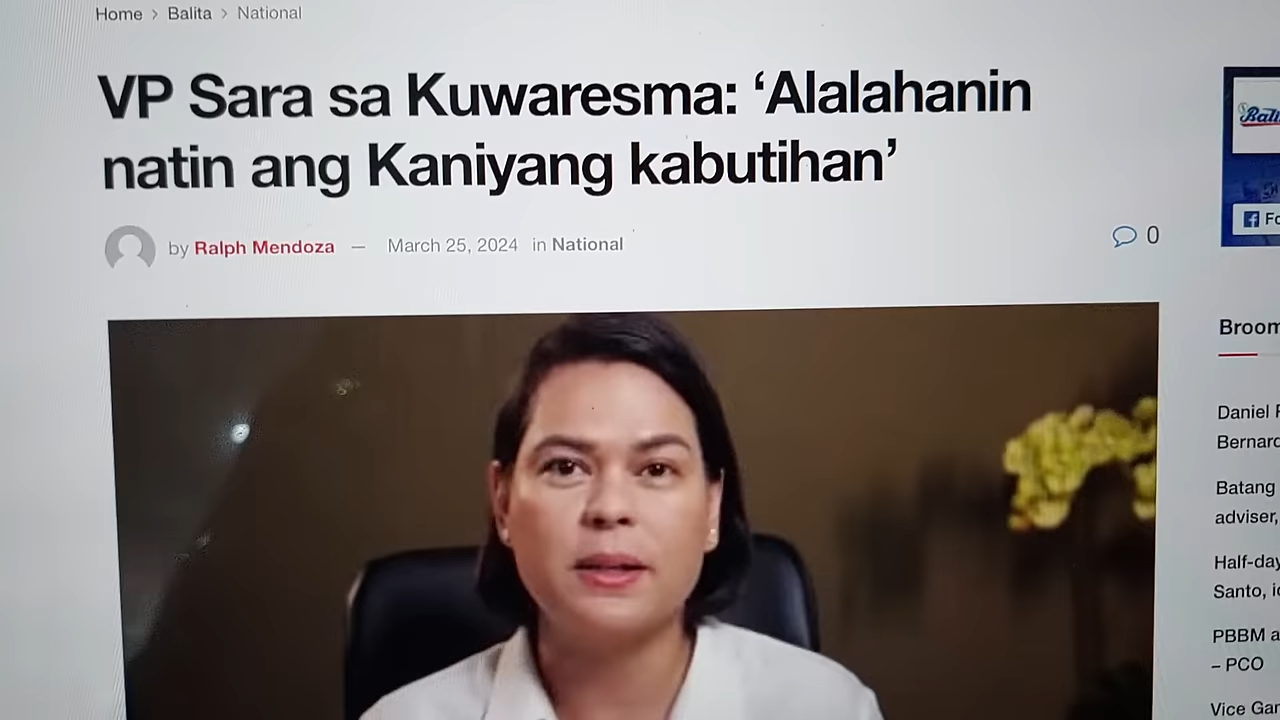 Home > Balita > National
VP Sara sa Kuwaresma: ‘Alalahanin
natin ang Kaniyang kabutihan’
by Ralph Mendoza — March 25, 2024 in National
0
Broom
Daniel
Bernard
Batang
adviser,
Half-day
Santo,
PBBM a
– PCO
Vice